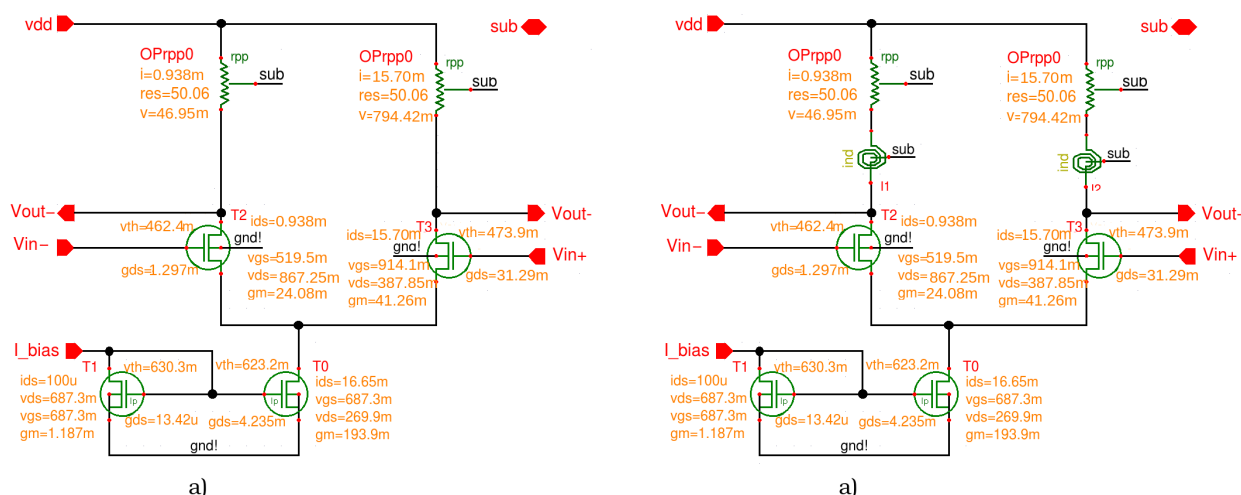 vdd
sub
OPrpp0
rpp
i=0.938m
res=50.06
v=46.95m
sub
OPrpp0
rpp
i=15.70m
res=50.06
v=794.42m
sub
Vout−
T2
ids=0.938m
vth=462.4m
gnd!
Vin−
vgs=519.5m
gds=1.297m
vds=867.25m
gm=24.08m
Vout-
T3
ids=15.70m
vth=473.9m
gnd!
Vin+
vgs=914.1m
gds=31.29m
vds=387.85m
gm=41.26m
I_bias
T1
vth=630.3m
ids=100u
vds=687.3m
vgs=687.3m
gds=13.42u
gm=1.187m
lp
vth=623.2m
T0
ids=16.65m
vgs=687.3m
vds=269.9m
gds=4.235m
gm=193.9m
lp
gnd!
a)
vdd
sub
OPrpp0
rpp
i=0.938m
res=50.06
v=46.95m
sub
ind
sub
I1
OPrpp0
rpp
i=15.70m
res=50.06
v=794.42m
sub
ind
sub
Vout−
T2
ids=0.938m
vth=462.4m
gnd!
Vin−
vgs=519.5m
gds=1.297m
vds=867.25m
gm=24.08m
Vout-
T3
ids=15.70m
vth=473.9m
gnd!
Vin+
vgs=914.1m
gds=31.29m
vds=387.85m
gm=41.26m
I_bias
T1
vth=630.3m
ids=100u
vds=687.3m
vgs=687.3m
gds=13.42u
gm=1.187m
lp
vth=623.2m
T0
ids=16.65m
vgs=687.3m
vds=269.9m
gds=4.235m
gm=193.9m
lp
gnd!
a)